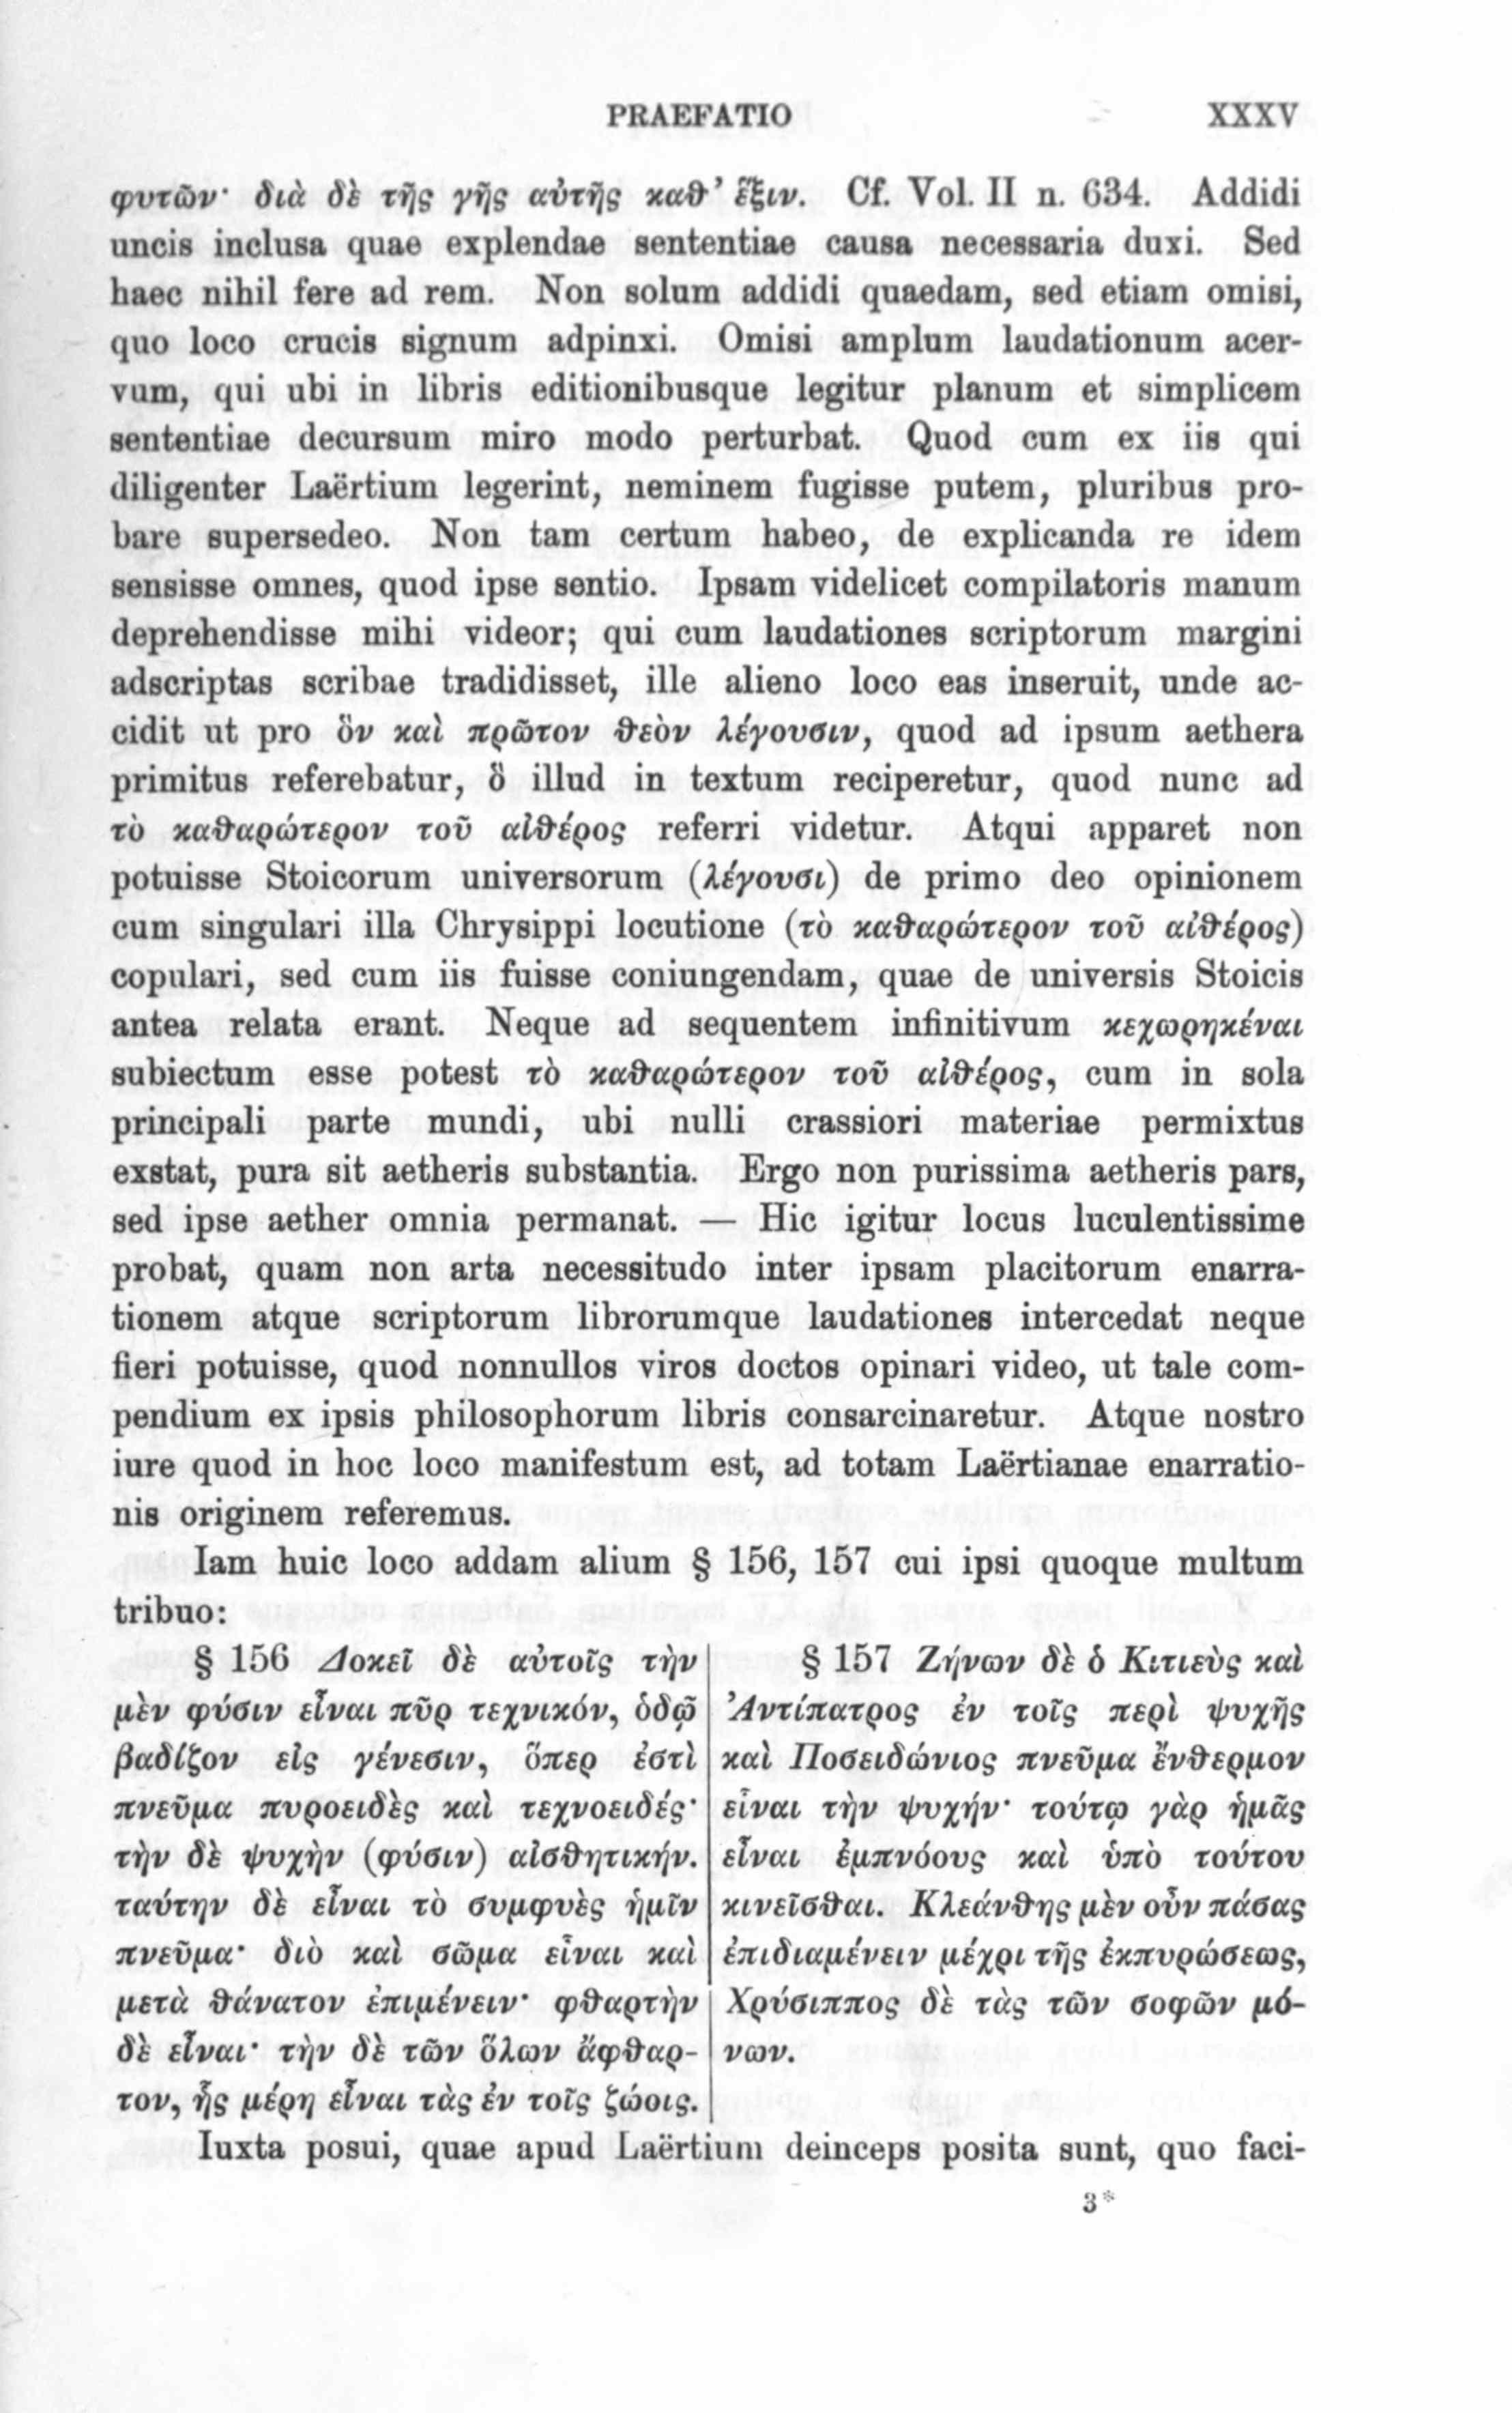 PRAEFATIO XXXV
φυτῶν· διὰ δὲ τῆς γῆς αὐτῆς καϑ’ ἕξιν. Cf. Vol. II n. 634. Addidi
uncis inclusa quae explendae sententiae causa necessaria duxi. Sed
haec nihil fere ad rem. Non solum addidi quaedam, sed etiam omisi,
quo loco crucis signum adpinxi. Omisi amplum laudationum acer-
vum, qui ubi in libris editionibusque legitur planum et simplicem
sententiae decursum miro modo perturbat. Quod cum ex iis qui
diligenter Laërtium legerint, neminem fugisse putem, pluribus pro-
bare supersedeo. Non tam certum habeo, de explicanda re idem
sensisse omnes, quod ipse sentio. Ipsam videlicet compilatoris manum
deprehendisse mihi videor; qui cum laudationes scriptorum margini
adscriptas scribae tradidisset, ille alieno loco eas inseruit, unde ac-
cidit ut pro ὃν καὶ πρῶτον ϑεὸν λέγουσιν, quod ad ipsum aethera
primitus referebatur, ὃ illud in textum reciperetur, quod nunc ad
τὸ καϑαρώτερον τοῦ αἰϑέρος referri videtur. Atqui apparet non
potuisse Stoicorum universorum (λέγουσι) de primo deo opinionem
cum singulari illa Chrysippi locutione (τὸ καϑαρώτερον τοῦ αἰϑέρος)
copulari, sed cum iis fuisse coniungendam, quae de universis Stoicis
antea relata erant. Neque ad sequentem infinitivum κεχωρηκέναι
subiectum esse potest τὸ καϑαρώτερον τοῦ αἰϑέρος, cum in sola
principali parte mundi, ubi nulli crassiori materiae permixtus
exstat, pura sit aetheris substantia. Ergo non purissima aetheris pars,
sed ipse aether omnia permanat. — Hic igitur locus luculentissime
probat, quam non arta necessitudo inter ipsam placitorum enarra-
tionem atque scriptorum librorumque laudationes intercedat neque
fieri potuisse, quod nonnullos viros doctos opinari video, ut tale com-
pendium ex ipsis philosophorum libris consarcinaretur. Atque nostro
iure quod in hoc loco manifestum est, ad totam Laërtianae enarratio-
nis originem referemus.
Iam huic loco addam alium § 156, 157 cui ipsi quoque multum
tribuo:
§ 156 Δοκεῖ δὲ αὐτοῖς τὴν
μὲν φύσιν εἶναι πῦρ τεχνικόν, ὁδῷ
βαδίζον εἰς γένεσιν, ὅπερ ἐστὶ
πνεῦμα πυροειδὲς καὶ τεχνοειδές·
τὴν δὲ ψυχὴν (φύσιν) αἰσϑητικήν.
ταύτην δὲ εἶναι τὸ συμφυὲς ἡμῖν
πνεῦμα· διὸ καὶ σῶμα εἶναι καὶ
μετὰ ϑάνατον ἐπιμένειν· φϑαρτὴν
δὲ εἶναι· τὴν δὲ τῶν ὅλων ἄφϑαρ-
τον, ἧς μέρη εἶναι τὰς ἐν τοῖς ζώοις.
§ 157 Ζήνων δὲ ὁ Κιτιεὺς καὶ
Ἀντίπατρος ἐν τοῖς περὶ ψυχῆς
καὶ Ποσειδώνιος πνεῦμα ἔνϑερμον
εἶναι τὴν ψυχήν· τούτῳ γὰρ ἡμᾶς
εἶναι ἐμπνόους καὶ ὑπὸ τούτου
κινεῖσϑαι. Κλεάνϑης μὲν οὖν πάσας
ἐπιδιαμένειν μέχρι τῆς ἐκπυρώσεως,
Χρύσιππος δὲ τὰς τῶν σοφῶν μό-
νων.
Iuxta posui, quae apud Laërtium deinceps posita sunt, quo faci-
3*